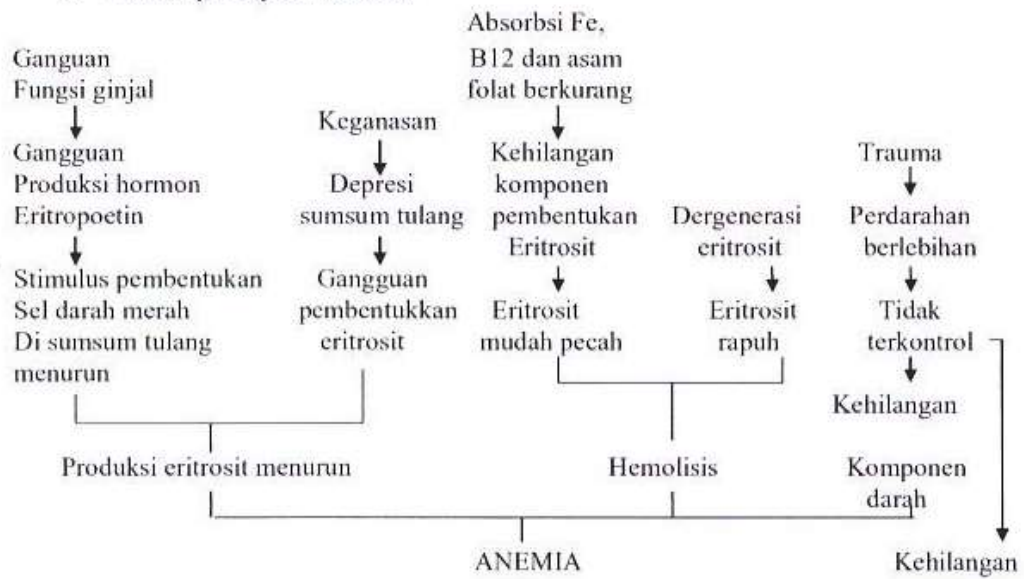 Ganguan
Fungsi ginjal
Gangguan
Produksi hormon
Eritropoetin
Stimulus pembentukan
Sel darah merah
Di sumsum tulang
menurun
Keganasan
Depresi
sumsum tulang
Gangguan
pembentukkan
eritrosit
Produksi eritrosit menurun
Absorbsi Fe,
B12 dan asam
folat berkurang
Kehilangan
komponen
pembentukan
Eritrosit
Eritrosit
mudah pecah
Dergenerasi
eritrosit
Eritrosit
rapuh
Hemolisis
Trauma
Perdarahan
berlebihan
Tidak
terkontrol
Kehilangan
Komponen
darah
ANEMIA
Kehilangan